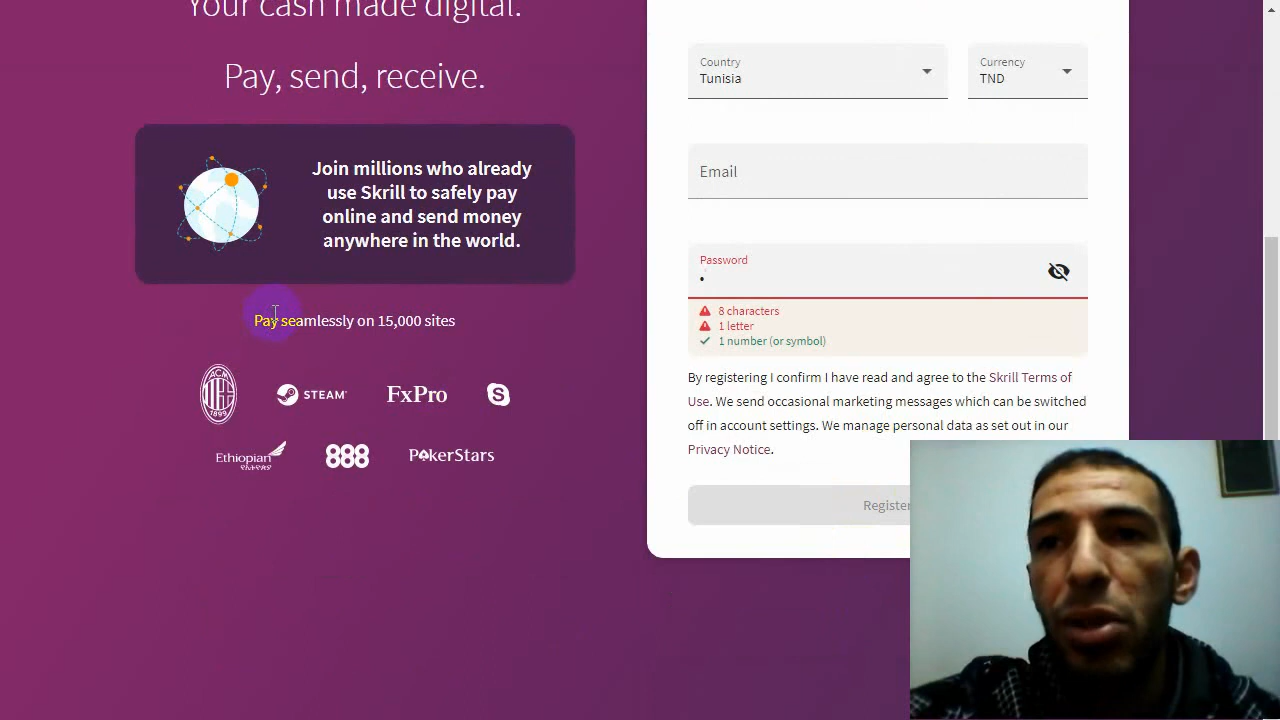 Your cash made digital.
Pay, send, receive.
Join millions who already
use Skrill to safely pay
online and send money
anywhere in the world.
Pay seamlessly on 15,000 sites
ACM
1899
STEAM
FxPro
S
Ethiopian
የኢትዮጵያ
888
PokerStars
Country
Tunisia
Currency
TND
Email
Password
8 characters
1 letter
1 number (or symbol)
By registering I confirm I have read and agree to the Skrill Terms of
Use. We send occasional marketing messages which can be switched
off in account settings. We manage personal data as set out in our
Privacy Notice.
Register